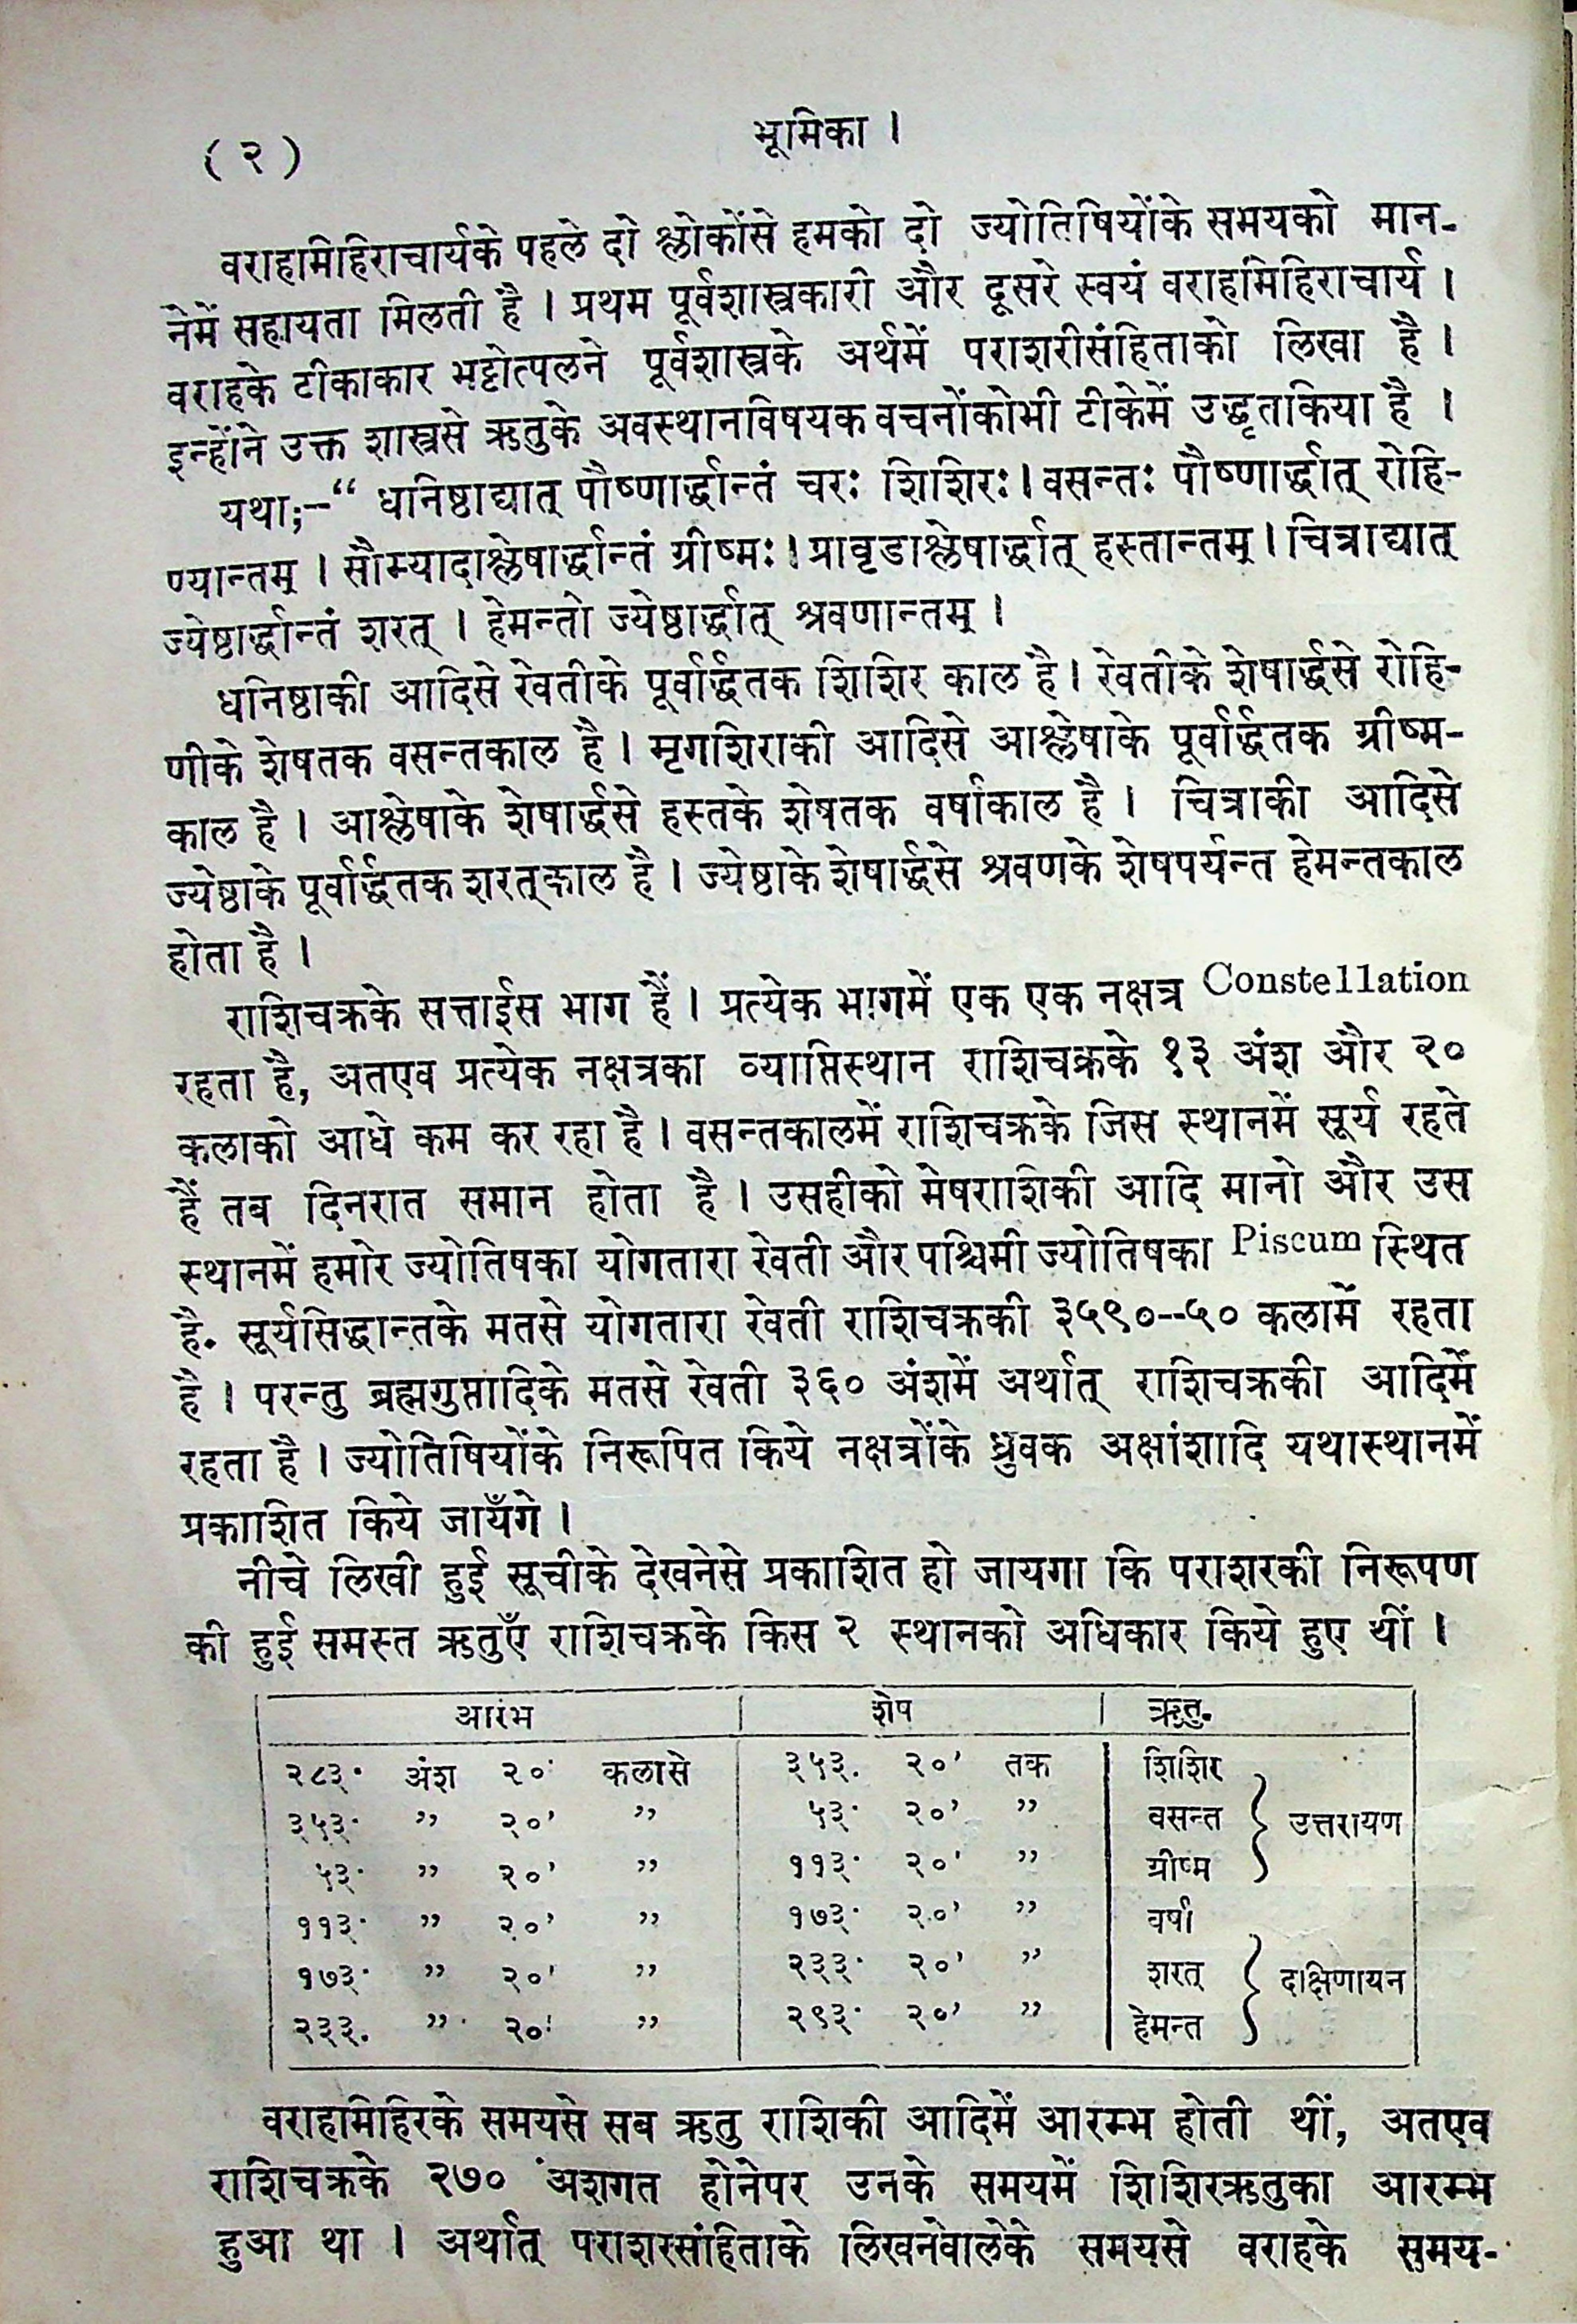 ( २ )
भूमिका ।
वराहामिहिराचार्यके पहले दो श्लोकोंसे हमको दो ज्योतिषियोंके समयको मान-
नेमें सहायता मिलती है । प्रथम पूर्वशास्त्रकारी और दूसरे स्वयं वराहमिहिराचार्य ।
वराहके टीकाकार भट्टोत्पलने पूर्वशास्त्रके अर्थमें पराशरीसंहिताको लिखा है ।
इन्होंने उक्त शास्त्रसे ऋतुके अवस्थानविषयक वचनोंकोभी टीकेमें उद्धृतकिया है ।
यथा;-“ धनिष्ठाद्यात् पौष्णार्द्धान्तं चरः शिशिरः। वसन्तः पौष्णार्द्धात् रोहि-
ण्यान्तम् । सौम्यादाश्लेषार्द्धान्तं ग्रीष्मः। प्रावृडाश्लेषार्द्धात् हस्तान्तम्। चित्राद्यात्
ज्येष्ठार्द्धान्तं शरत् । हेमन्तो ज्येष्ठार्द्धात् श्रवणान्तम् ।
धनिष्ठाकी आदिसे रेवतीके पूर्वार्द्धतक शिशिर काल है। रेवतीके शेषार्द्धसे रोहि-
णीके शेषतक वसन्तकाल है। मृगशिराकी आदिसे आश्लेषाके पूर्वार्द्धतक ग्रीष्म-
काल है । आश्लेषाके शेषार्द्धसे हस्तके शेषतक वर्षाकाल है । चित्राकी आदिसे
ज्येष्ठाके पूर्वार्द्धतक शरत्काल है । ज्येष्ठाके शेषार्द्धसे श्रवणके शेषपर्यन्त हेमन्तकाल
होता है ।
राशिचक्रके सत्ताईस भाग हैं। प्रत्येक भागमें एक एक नक्षत्र Constellation
रहता है, अतएव प्रत्येक नक्षत्रका व्याप्तिस्थान राशिचक्रके १३ अंश और २०
कलाको आधे कम कर रहा है। वसन्तकालमें राशिचक्रके जिस स्थानमें सूर्य रहते
हैं तब दिनरात समान होता है । उसहीको मेषराशिकी आदि मानो और उस
स्थानमें हमारे ज्योतिषका योगतारा रेवती और पश्चिमी ज्योतिषका Piscum स्थित
है. सूर्यसिद्धान्तके मतसे योगतारा रेवती राशिचक्रकी ३५९०--५० कलामें रहता
है । परन्तु ब्रह्मगुप्तादिके मतसे रेवती ३६० अंशमें अर्थात् राशिचक्रकी आदिमें
रहता है । ज्योतिषियोंके निरूपित किये नक्षत्रोंके ध्रुवक अक्षांशादि यथास्थानमें
प्रकाशित किये जायँगे ।
नीचे लिखी हुई सूचीके देखनेसे प्रकाशित हो जायगा कि पराशरकी निरूपण
की हुई समस्त ऋतुएँ राशिचक्रके किस २ स्थानको अधिकार किये हुए थीं ।
आरंभ शेष ऋतु.
२८३॰ अंश २०' कलासे ३५३. २०' तक शिशिर
३५३॰ ” २०' ” ५३॰ २०' ” वसन्त } उत्तरायण
५३॰ ” २०' ” ११३॰ २०' ” ग्रीष्म
११३॰ ” २०' ” १७३॰ २०' ” वर्षा
१७३॰ ” २०' ” २३३॰ २०' ” शरत् } दक्षिणायन
२३३. ” २०' ” २९३॰ २०' ” हेमन्त
वराहामिहिरके समयसे सब ऋतु राशिकी आदिमें आरम्भ होती थीं, अतएव
राशिचक्रके २७० अंशगत होनेपर उनके समयमें शिशिरऋतुका आरम्भ
हुआ था । अर्थात् पराशरसंहिताके लिखनेवालेके समयसे वराहके समय-